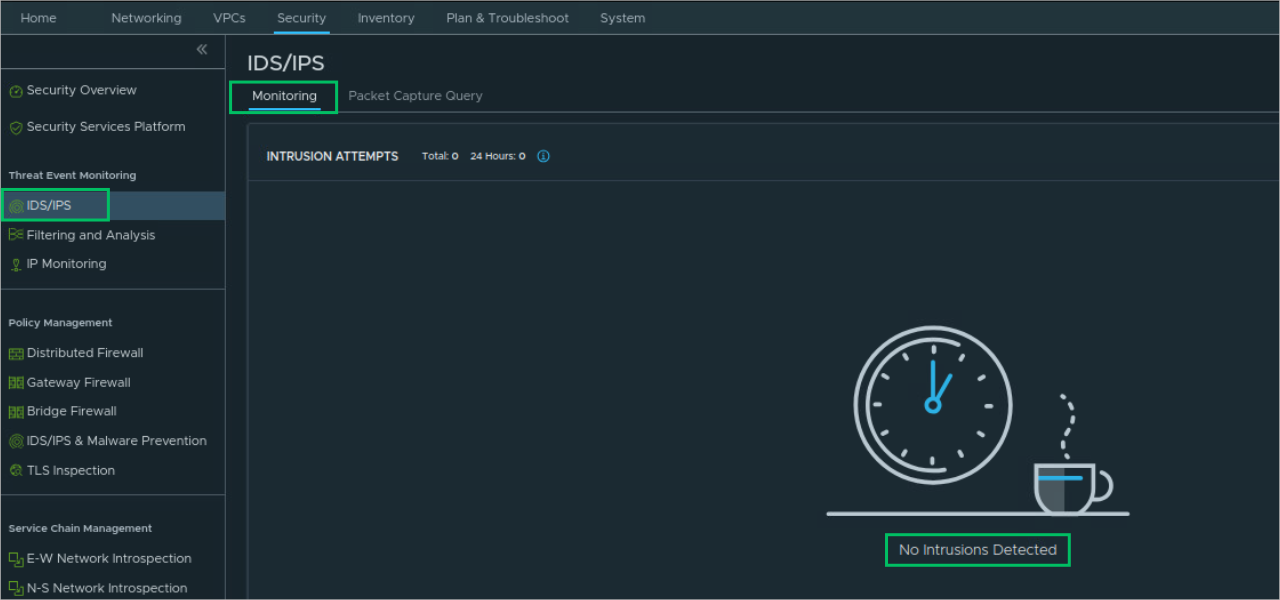 Home Networking VPCs Security Inventory Plan & Troubleshoot System
Security Overview
Security Services Platform
Threat Event Monitoring
IDS/IPS
Filtering and Analysis
IP Monitoring
Policy Management
Distributed Firewall
Gateway Firewall
Bridge Firewall
IDS/IPS & Malware Prevention
TLS Inspection
Service Chain Management
E-W Network Introspection
N-S Network Introspection
IDS/IPS
Monitoring Packet Capture Query
INTRUSION ATTEMPTS Total: 0 24 Hours: 0
No Intrusions Detected